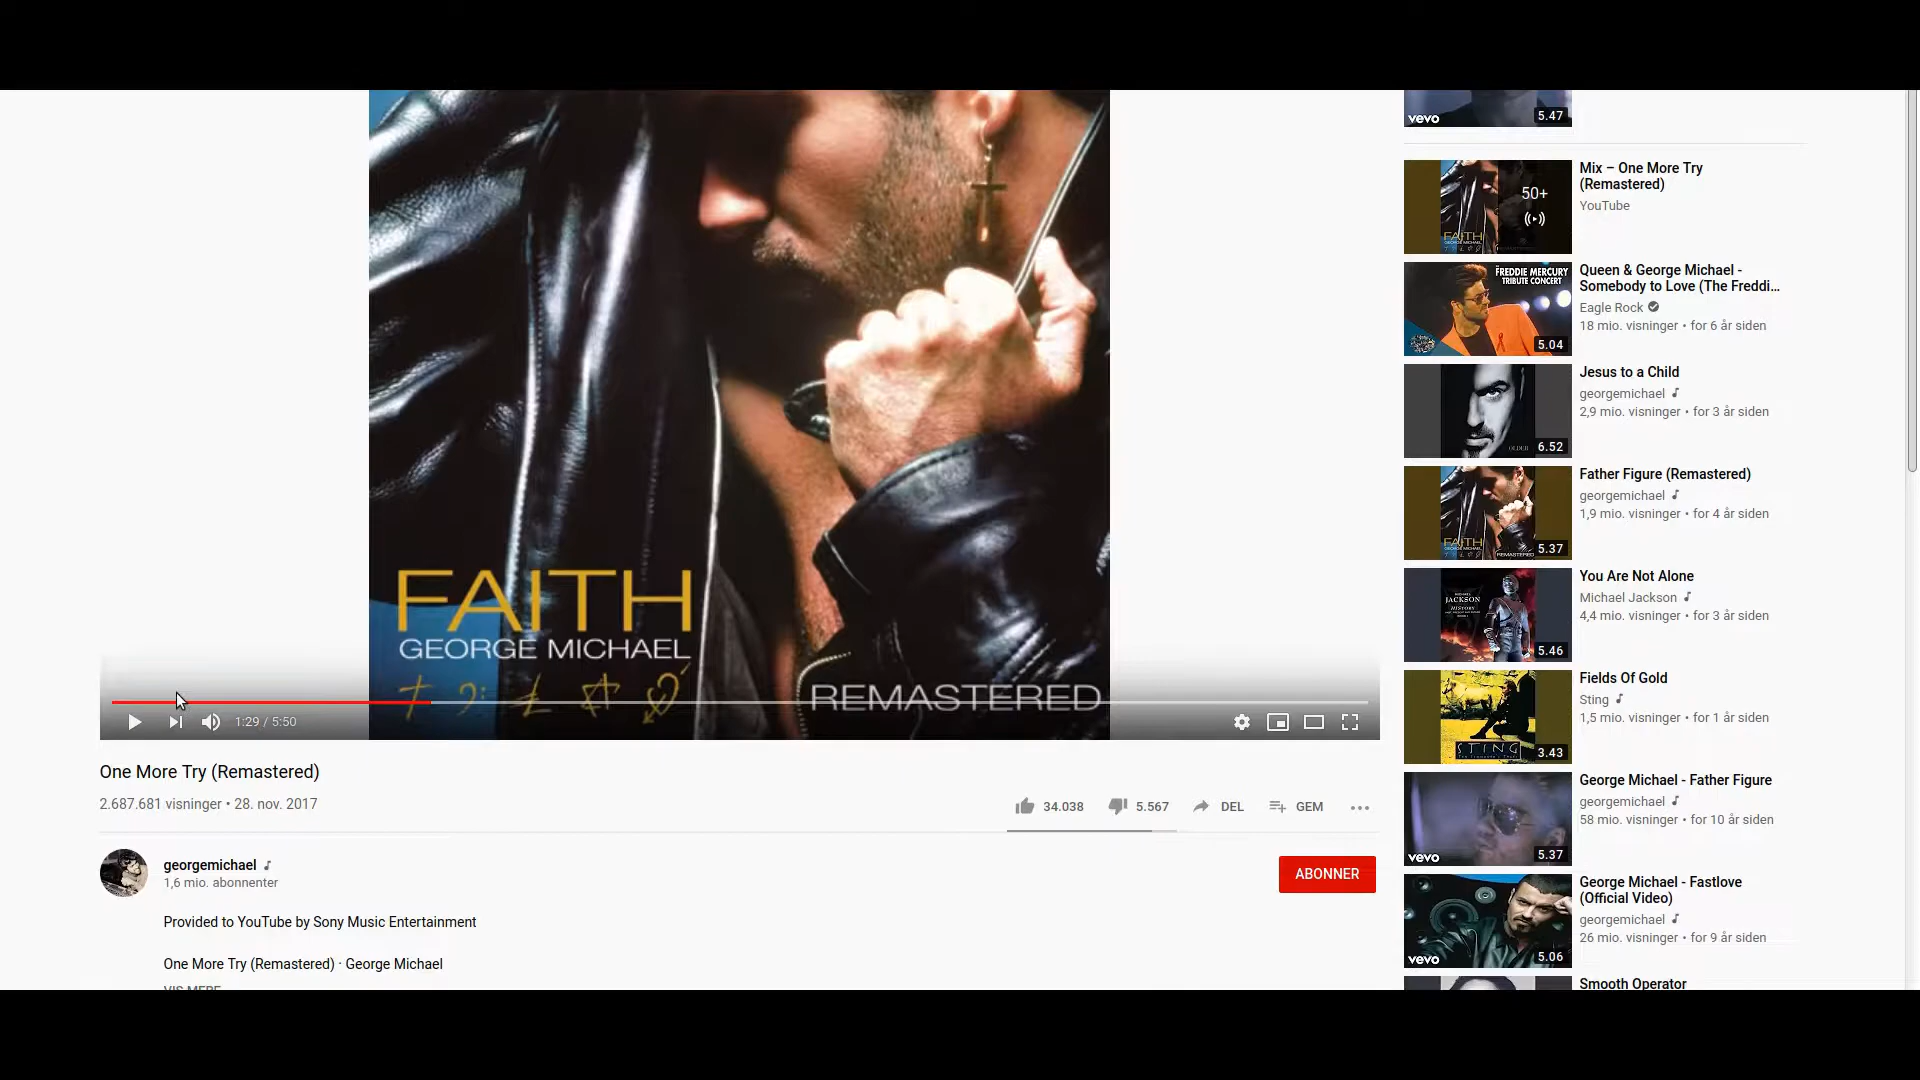 FAITH
GEORGE MICHAEL
REMASTERED
1:29 / 5:50
One More Try (Remastered)
2.687.681 visninger • 28. nov. 2017
34.038
5.567
DEL
GEM
georgemichael
1,6 mio. abonnenter
ABONNER
Provided to YouTube by Sony Music Entertainment
One More Try (Remastered) · George Michael
VIS MERE
vevo
5.47
Mix – One More Try
(Remastered)
YouTube
50+
FAITH
Queen & George Michael -
Somebody to Love (The Freddi...
Eagle Rock
18 mio. visninger • for 6 år siden
FREDDIE MERCURY
TRIBUTE CONCERT
5.04
Jesus to a Child
georgemichael
2,9 mio. visninger • for 3 år siden
OLDER
6.52
Father Figure (Remastered)
georgemichael
1,9 mio. visninger • for 4 år siden
FAITH
GEORGE MICHAEL
REMASTERED
5.37
You Are Not Alone
Michael Jackson
4,4 mio. visninger • for 3 år siden
MICHAEL
JACKSON
HISTORY
5.46
Fields Of Gold
Sting
1,5 mio. visninger • for 1 år siden
STING
3.43
George Michael - Father Figure
georgemichael
58 mio. visninger • for 10 år siden
vevo
5.37
George Michael - Fastlove
(Official Video)
georgemichael
26 mio. visninger • for 9 år siden
vevo
5.06
Smooth Operator